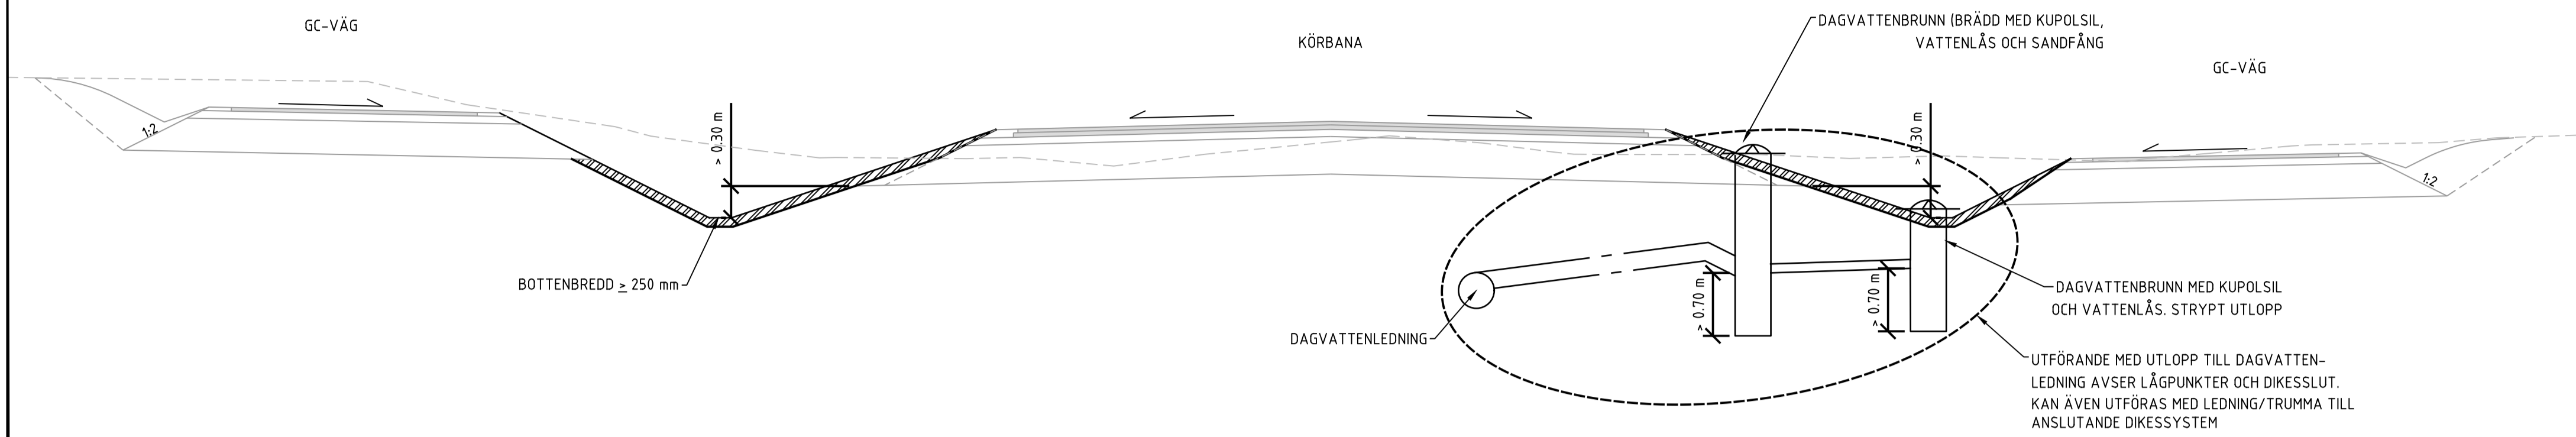 GC-VÄG
KÖRBANA
DAGVATTENBRUNN (BRÄDD MED KUPOLSIL,
VATTENLÅS OCH SANDFÅNG
GC-VÄG
1:2
> 0.30 m
> 0.30 m
1:2
BOTTENBREDD ≥ 250 mm
DAGVATTENLEDNING
> 0.70 m
> 0.70 m
DAGVATTENBRUNN MED KUPOLSIL
OCH VATTENLÅS. STRYPT UTLOPP
UTFÖRANDE MED UTLOPP TILL DAGVATTEN-
LEDNING AVSER LÅGPUNKTER OCH DIKESSLUT.
KAN ÄVEN UTFÖRAS MED LEDNING/TRUMMA TILL
ANSLUTANDE DIKESSYSTEM